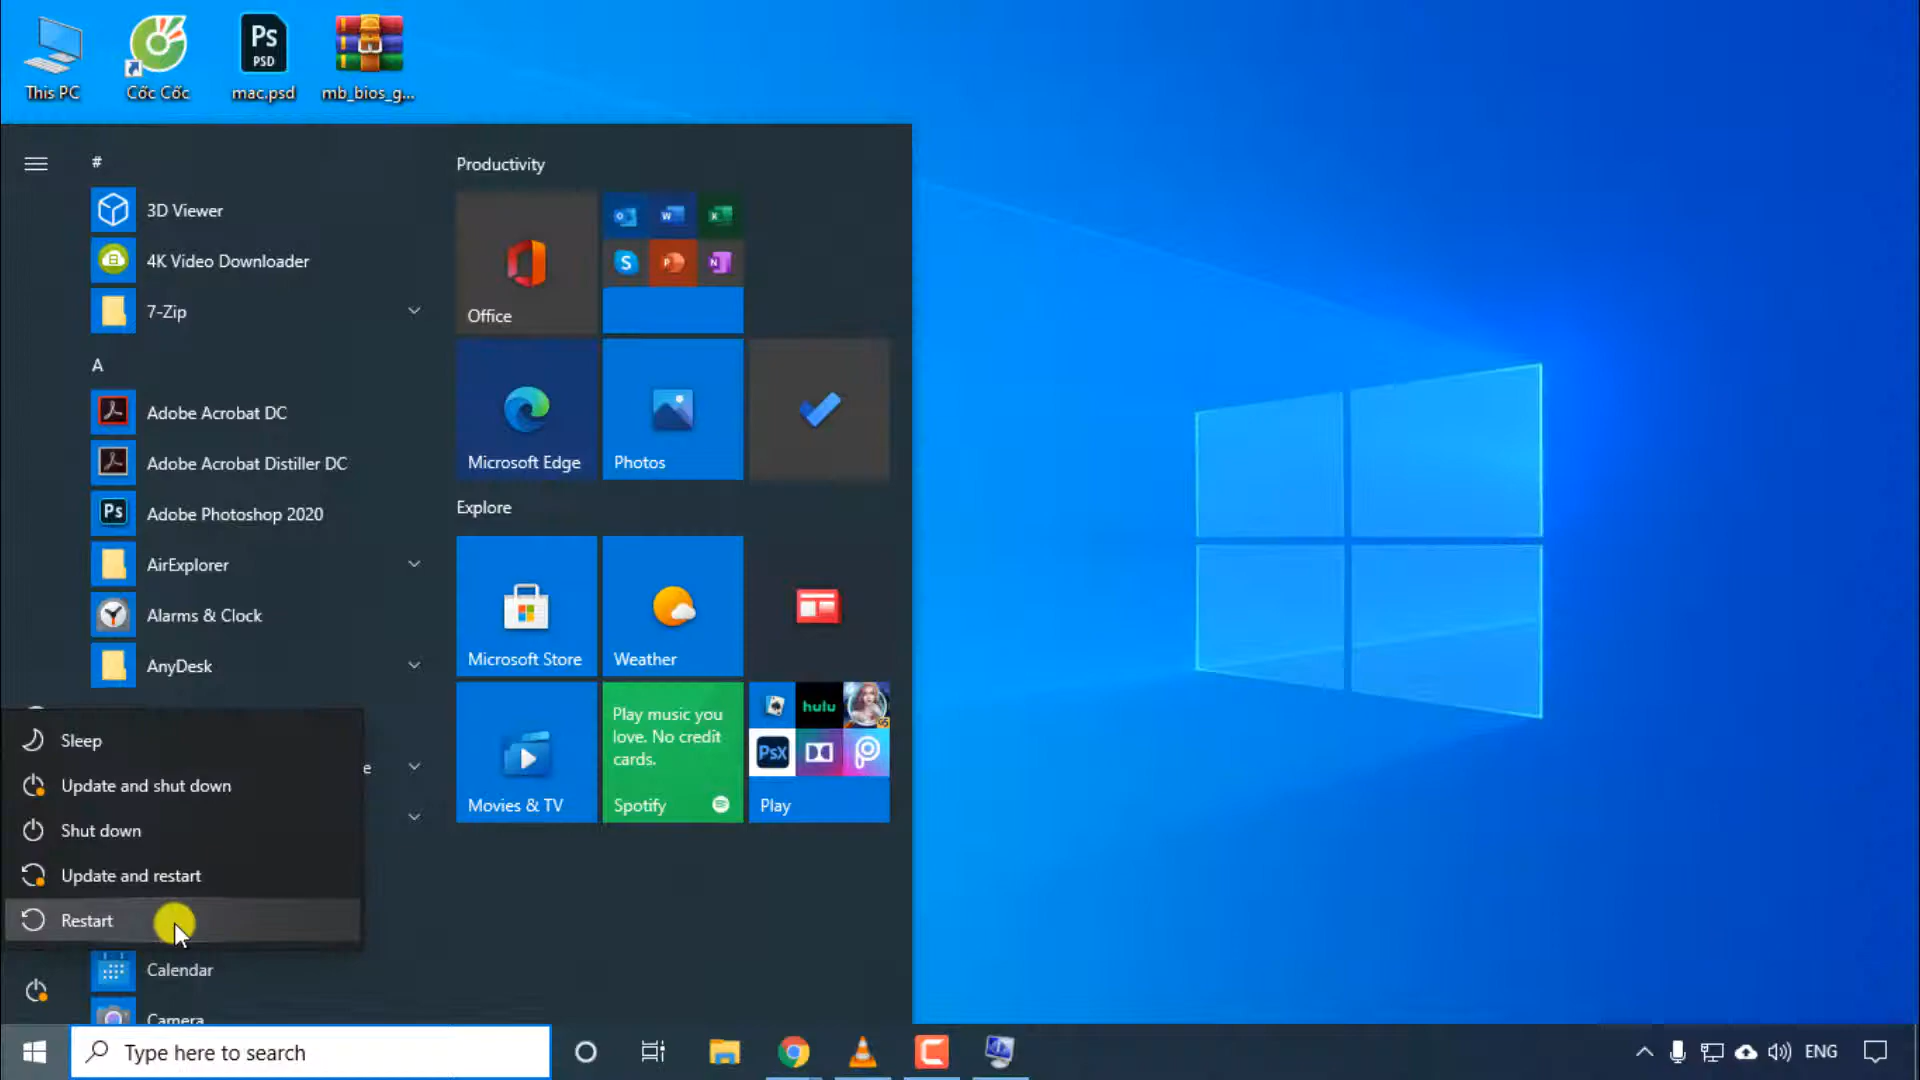 This PC
Cốc Cốc
Ps
PSD
mac.psd
mb_bios_g...
#
3D Viewer
4K Video Downloader
7-Zip
A
Adobe Acrobat DC
Adobe Acrobat Distiller DC
Ps
Adobe Photoshop 2020
AirExplorer
Alarms & Clock
AnyDesk
e
Sleep
Update and shut down
Shut down
Update and restart
Restart
Calendar
Camera
Productivity
Office
Microsoft Edge
Photos
Explore
Microsoft Store
Weather
Movies & TV
Play music you
love. No credit
cards.
Spotify
hulu
PsX
Play
Type here to search
ENG